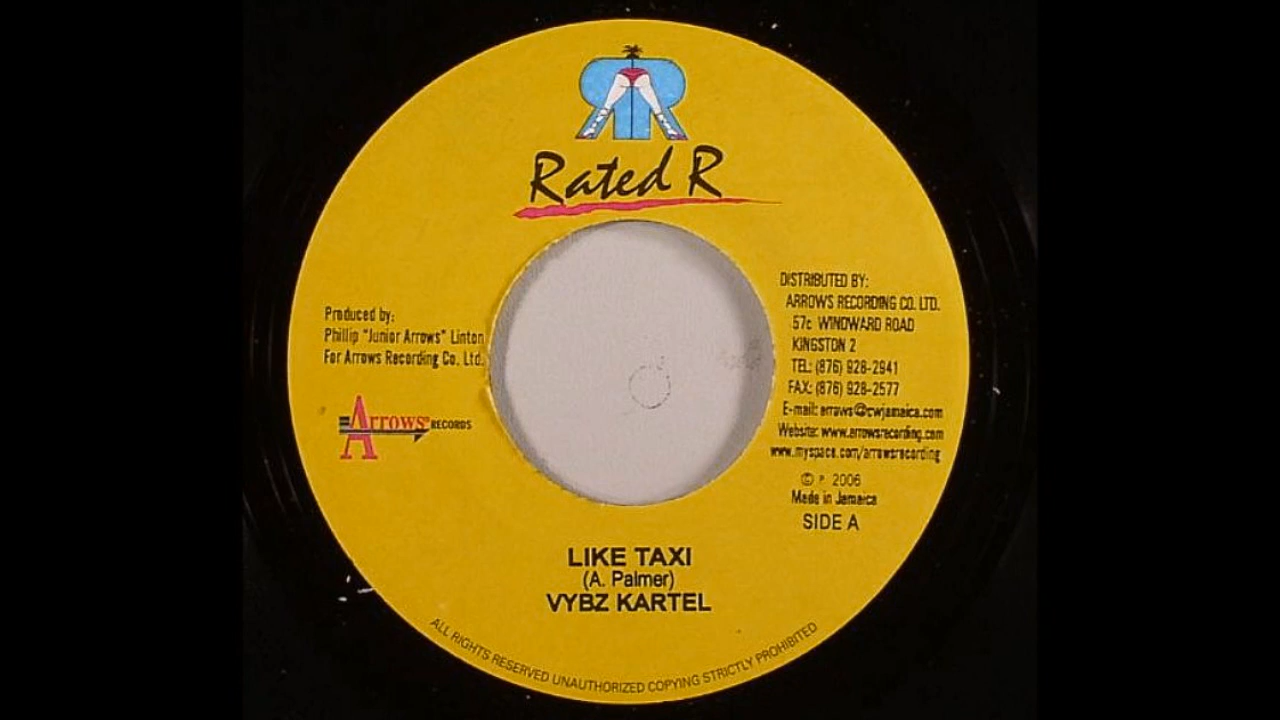 Rated R
Produced by:
Phillip "Junior Arrows" Linton
For Arrows Recording Co. Ltd.
Arrows RECORDS
DISTRIBUTED BY:
ARROWS RECORDING CO. LTD.
57c WINDWARD ROAD
KINGSTON 2
TEL: (876) 928-2941
FAX: (876) 928-2577
E-mail: arrows@cwjamaica.com
Website: www.arrowsrecording.com
www.myspace.com/arrowsrecording
© ℗ 2006
Made in Jamaica
SIDE A
LIKE TAXI
(A. Palmer)
VYBZ KARTEL
ALL RIGHTS RESERVED UNAUTHORIZED COPYING STRICTLY PROHIBITED